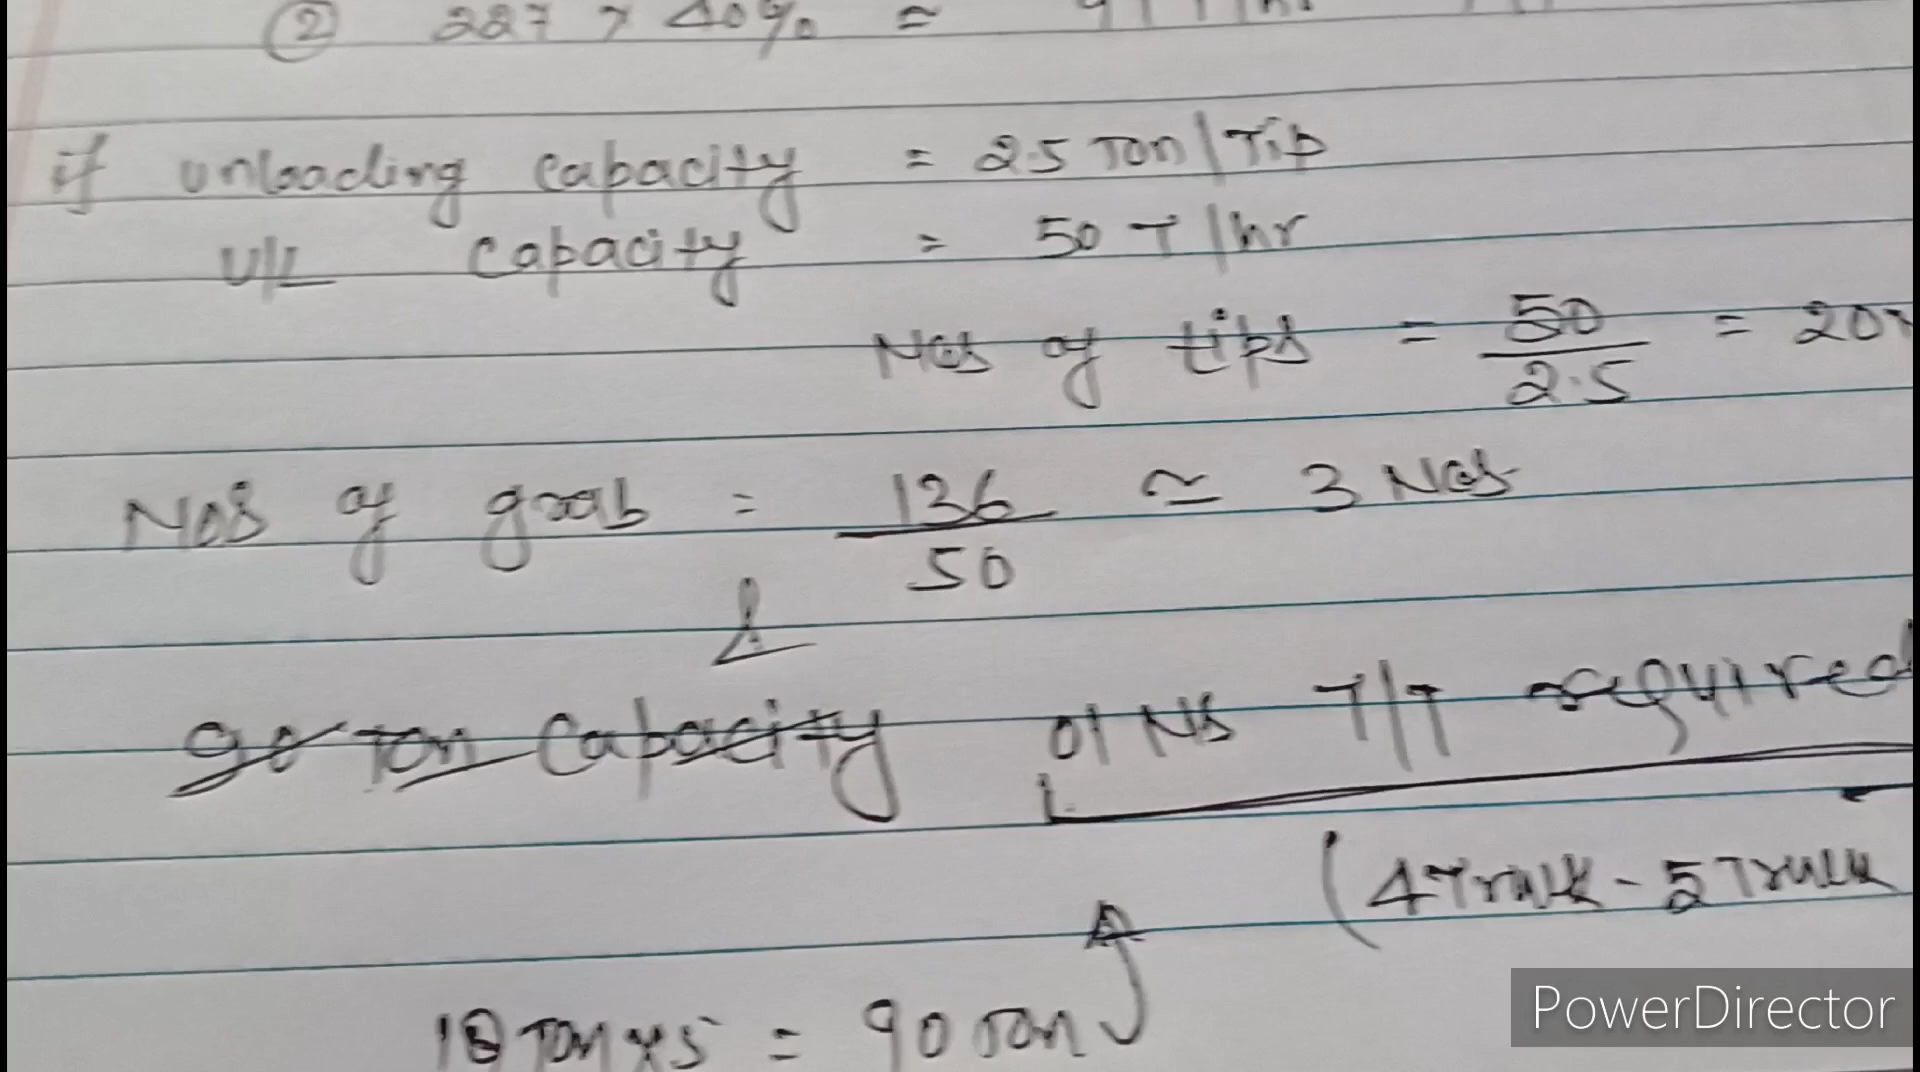 ② 227 × 40% =
if unloading capacity = 2.5 Ton/Tip
U/L capacity = 50 T/hr
Nos of tips = 50/2.5 = 20
Nos of grab = 136/50 ≃ 3 Nos
&
90 Ton Capacity 01 No T/T required
(4 Truck - 5 Truck
18 Ton x 5 = 90 Ton
PowerDirector